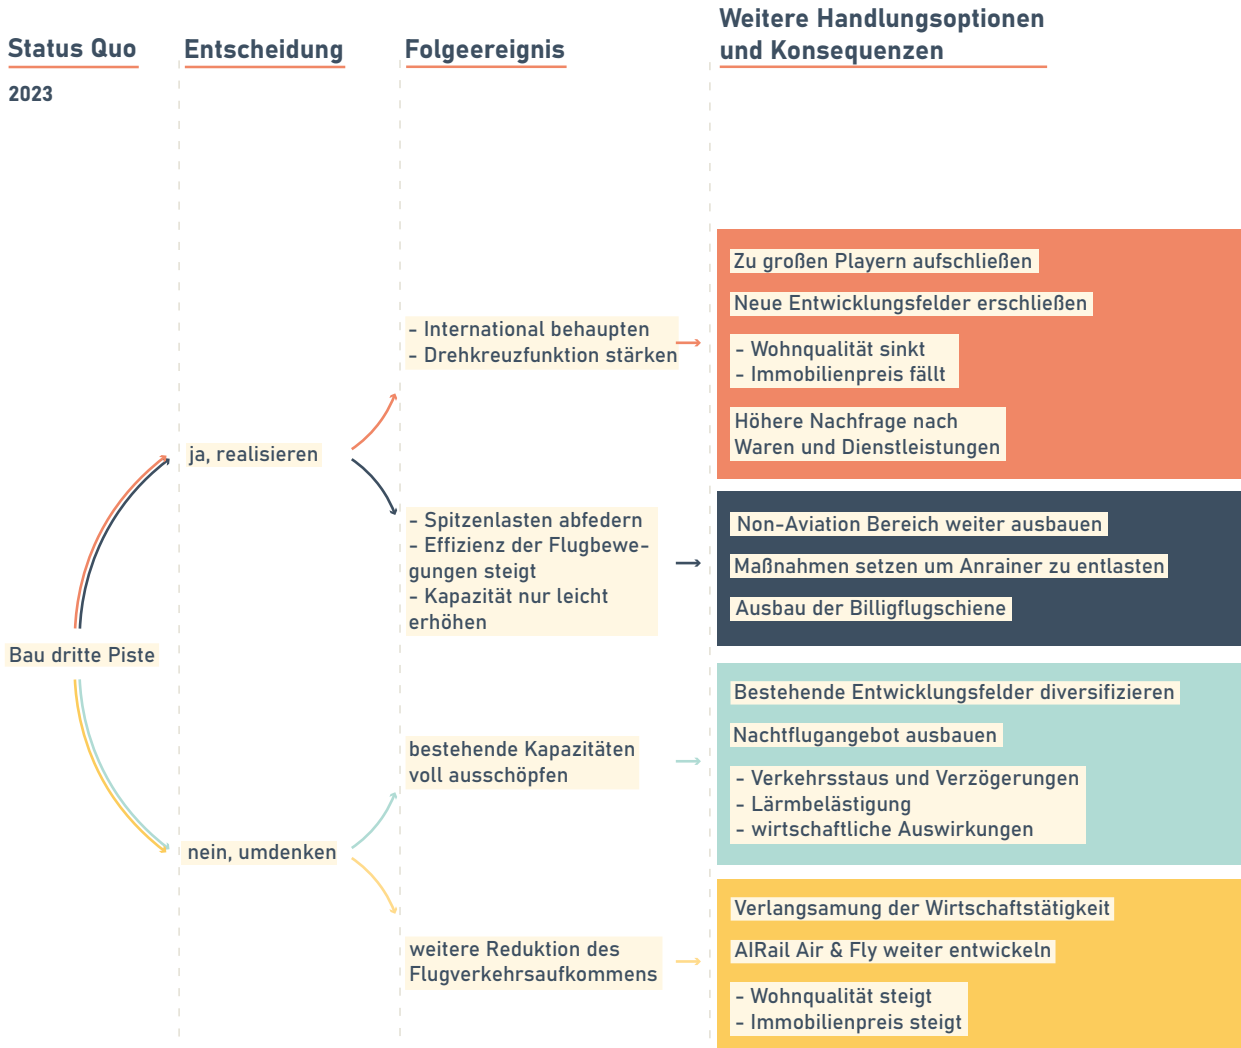 Status Quo
Entscheidung
Folgeereignis
Weitere Handlungsoptionen
und Konsequenzen
2023
Bau dritte Piste
ja, realisieren
nein, umdenken
- International behaupten
- Drehkreuzfunktion stärken
- Spitzenlasten abfedern
- Effizienz der Flugbewe-
gungen steigt
- Kapazität nur leicht
erhöhen
bestehende Kapazitäten
voll ausschöpfen
weitere Reduktion des
Flugverkehrsaufkommens
Zu großen Playern aufschließen
Neue Entwicklungsfelder erschließen
- Wohnqualität sinkt
- Immobilienpreis fällt
Höhere Nachfrage nach
Waren und Dienstleistungen
Non-Aviation Bereich weiter ausbauen
Maßnahmen setzen um Anrainer zu entlasten
Ausbau der Billigflugschiene
Bestehende Entwicklungsfelder diversifizieren
Nachtflugangebot ausbauen
- Verkehrsstaus und Verzögerungen
- Lärmbelästigung
- wirtschaftliche Auswirkungen
Verlangsamung der Wirtschaftstätigkeit
AIRail Air & Fly weiter entwickeln
- Wohnqualität steigt
- Immobilienpreis steigt